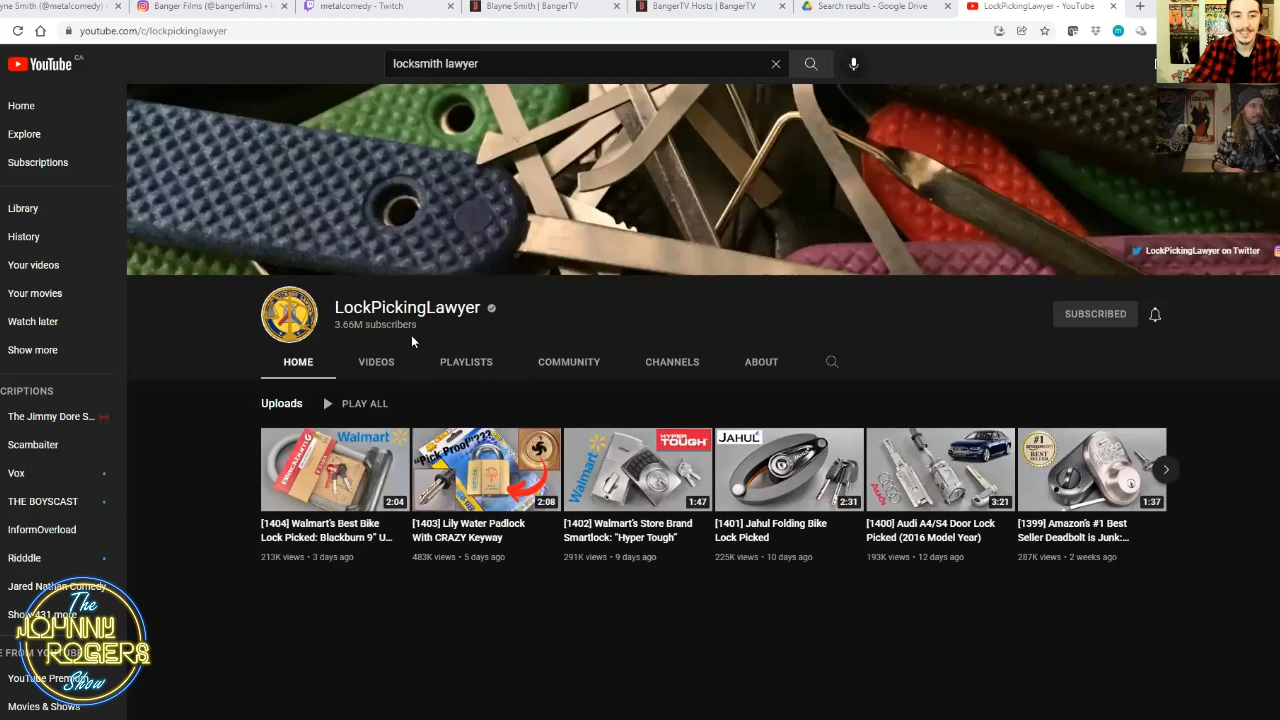 yne Smith (@metalcomedy)
Banger Films (@bangerfilms) • I
metalcomedy - Twitch
Blayne Smith | BangerTV
BangerTV Hosts | BangerTV
Search results - Google Drive
LockPickingLawyer - YouTube
youtube.com/c/lockpickinglawyer
YouTube CA
locksmith lawyer
Home
Explore
Subscriptions
Library
History
Your videos
Your movies
Watch later
Show more
CRIPTIONS
The Jimmy Dore S...
Scambaiter
Vox
THE BOYSCAST
InformOverload
Ridddle
Jared Nathan Comedy
Show 431 more
E FROM YOUTUBE
YouTube Premium
Movies & Shows
The
JOHNNY
ROGERS
Show
LockPickingLawyer on Twitter
LockPickingLawyer
3.66M subscribers
SUBSCRIBED
HOME
VIDEOS
PLAYLISTS
COMMUNITY
CHANNELS
ABOUT
Uploads
PLAY ALL
Walmart
2:04
"Pick Proof"???
2:08
Walmart
HYPER TOUGH
1:47
JAHUL
2:31
Audi
3:21
#1 BEST SELLER
1:37
[1404] Walmart's Best Bike
Lock Picked: Blackburn 9" U...
213K views • 3 days ago
[1403] Lily Water Padlock
With CRAZY Keyway
483K views • 5 days ago
[1402] Walmart's Store Brand
Smartlock: "Hyper Tough"
291K views • 9 days ago
[1401] Jahul Folding Bike
Lock Picked
225K views • 10 days ago
[1400] Audi A4/S4 Door Lock
Picked (2016 Model Year)
193K views • 12 days ago
[1399] Amazon's #1 Best
Seller Deadbolt is Junk:...
287K views • 2 weeks ago